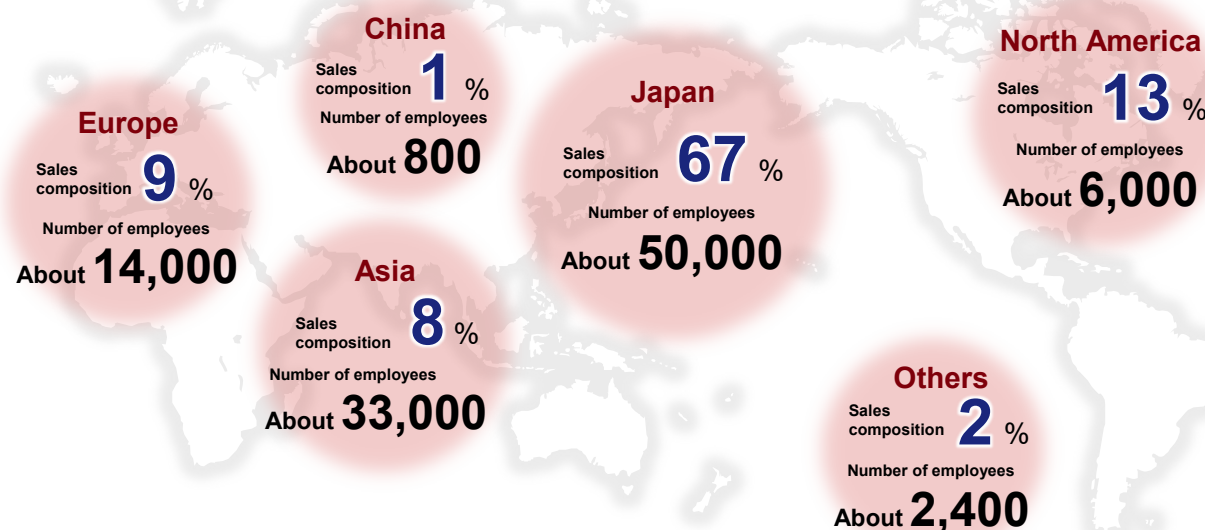 China
Sales
composition 1 %
Number of employees
About 800
Europe
Sales
composition 9 %
Number of employees
About 14,000
Asia
Sales
composition 8 %
Number of employees
About 33,000
Japan
Sales
composition 67 %
Number of employees
About 50,000
North America
Sales
composition 13 %
Number of employees
About 6,000
Others
Sales
composition 2 %
Number of employees
About 2,400